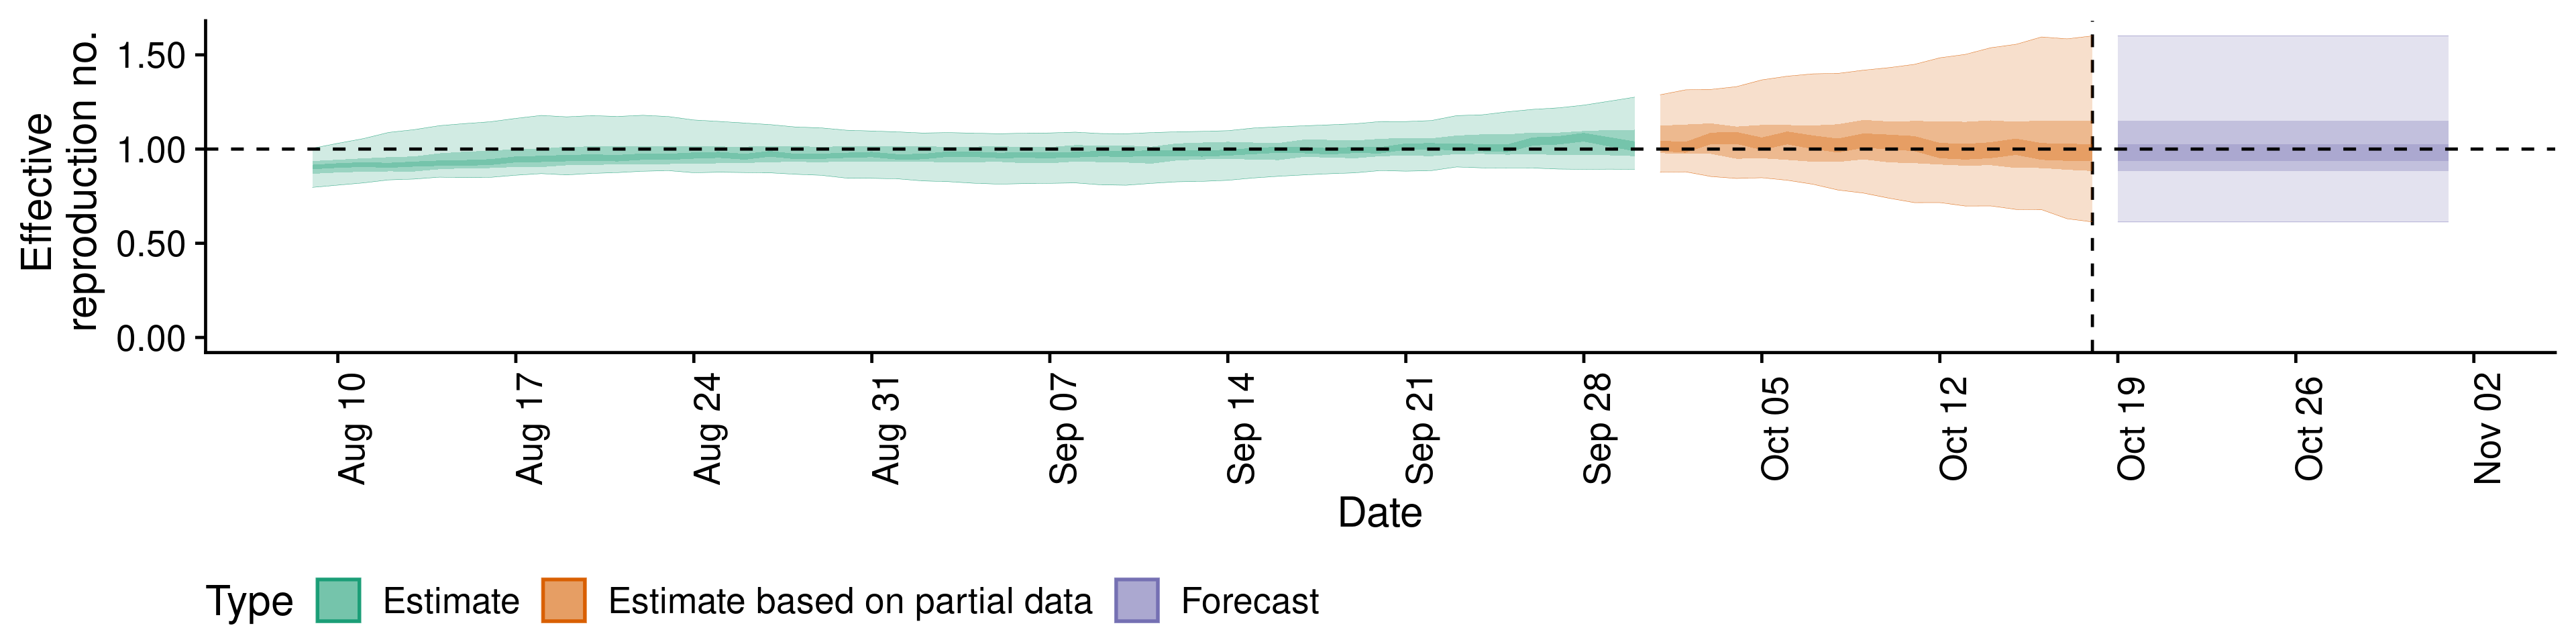 Effective
reproduction no.
1.50
1.00
0.50
0.00
Aug 10
Aug 17
Aug 24
Aug 31
Sep 07
Sep 14
Sep 21
Sep 28
Oct 05
Oct 12
Oct 19
Oct 26
Nov 02
Date
Type Estimate Estimate based on partial data Forecast